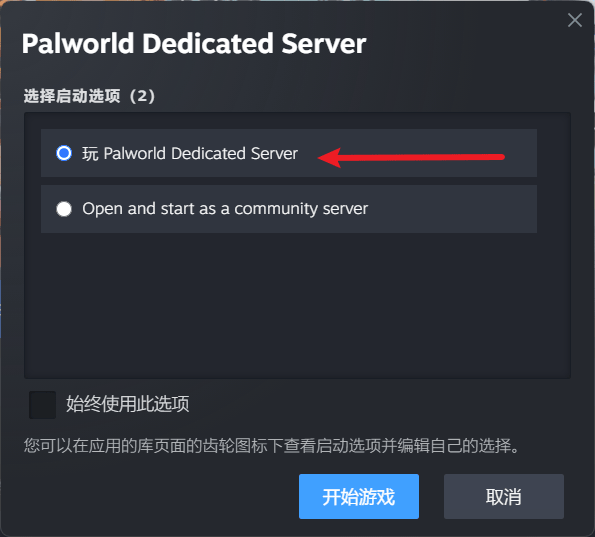 Palworld Dedicated Server
选择启动选项（2）
玩 Palworld Dedicated Server
Open and start as a community server
始终使用此选项
您可以在应用的库页面的齿轮图标下查看启动选项并编辑自己的选择。
开始游戏 取消